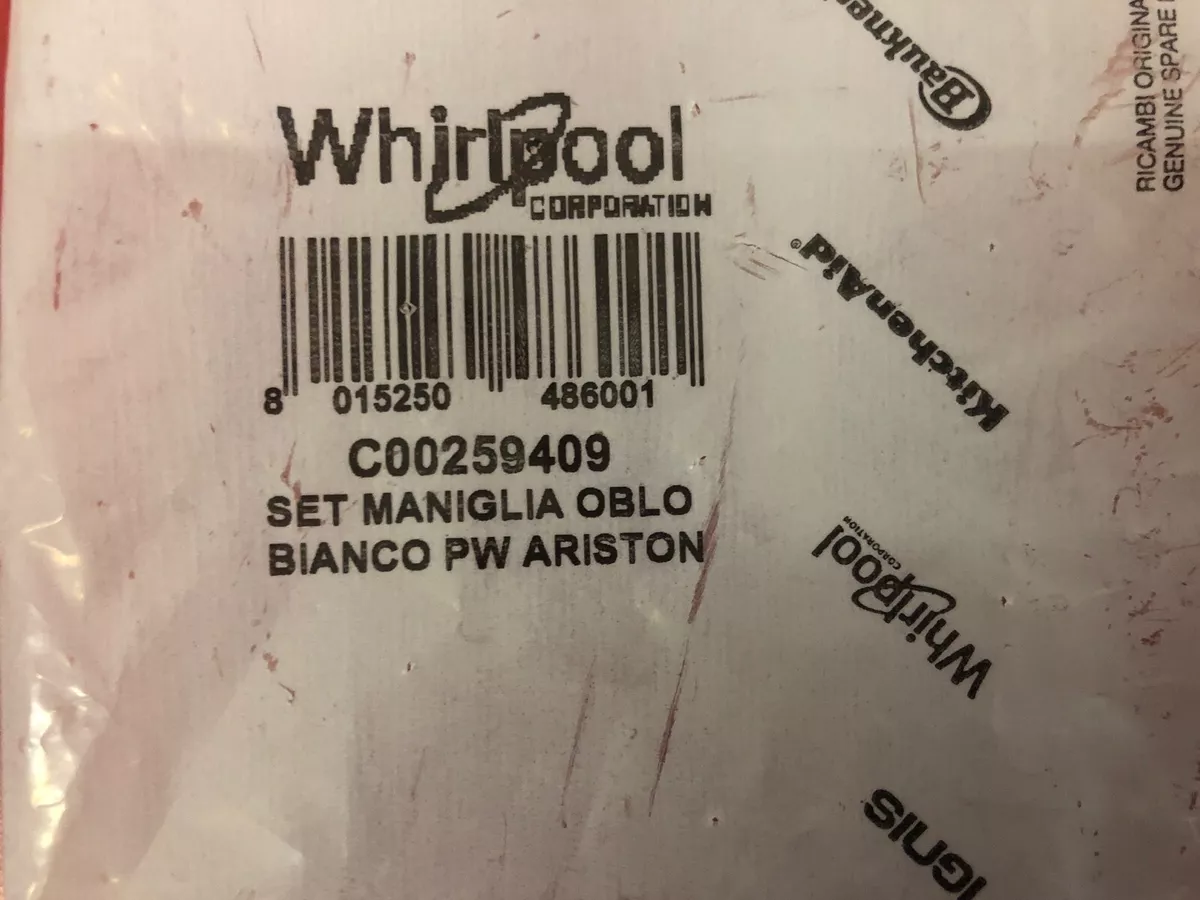 Whirlpool
CORPORATION
8 015250 486001
C00259409
SET MANIGLIA OBLO
BIANCO PW ARISTON
KitchenAid®
Whirlpool
CORPORATION
IGNIS
RICAMBI
GENUINE SPARE